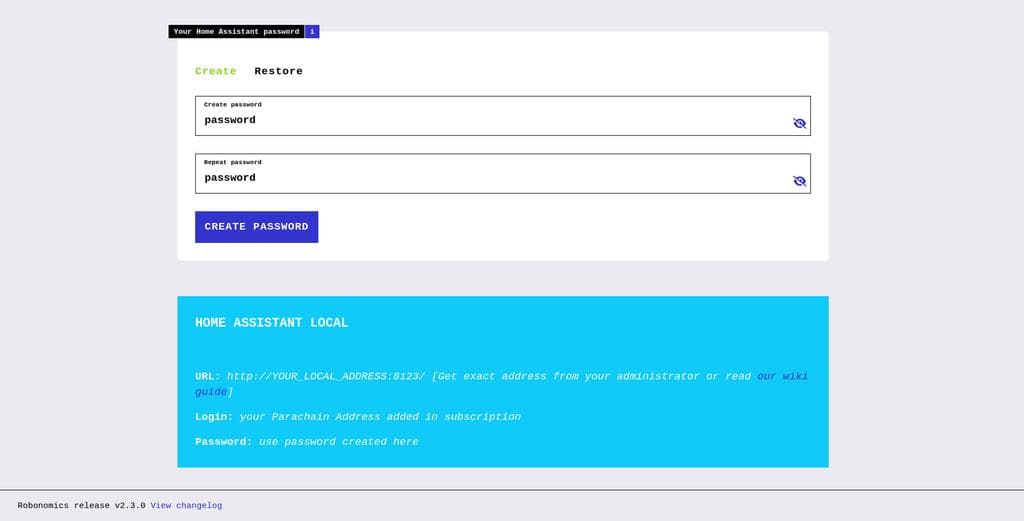 Your Home Assistant password i
Create Restore
Create password
password
Repeat password
password
CREATE PASSWORD
HOME ASSISTANT LOCAL
URL: http://YOUR_LOCAL_ADDRESS:8123/ [Get exact address from your administrator or read our wiki
guide]
Login: your Parachain Address added in subscription
Password: use password created here
Robonomics release v2.3.0 View changelog